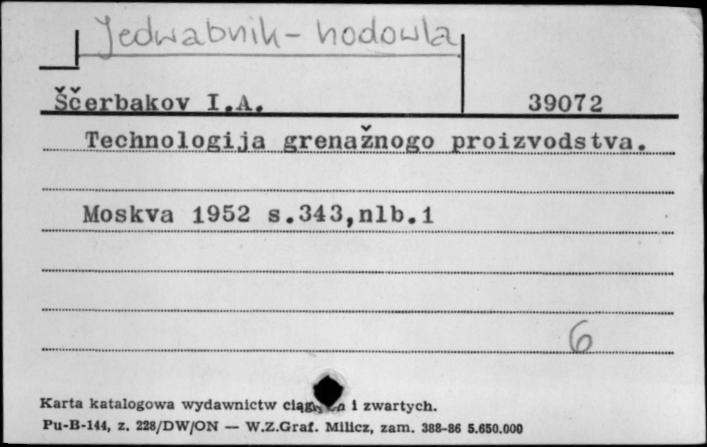 Jedwabnik - hodowla
Ščerbakov I.A. 39072
Technologija grenažnogo proizvodstva.
Moskva 1952 s.343,nlb.1
6
Karta katalogowa wydawnictw i zwartych.
Pu-B-144, z. 228/DW/ON — W.Z.Graf. Milicz, zam. 388-86 5.650.000